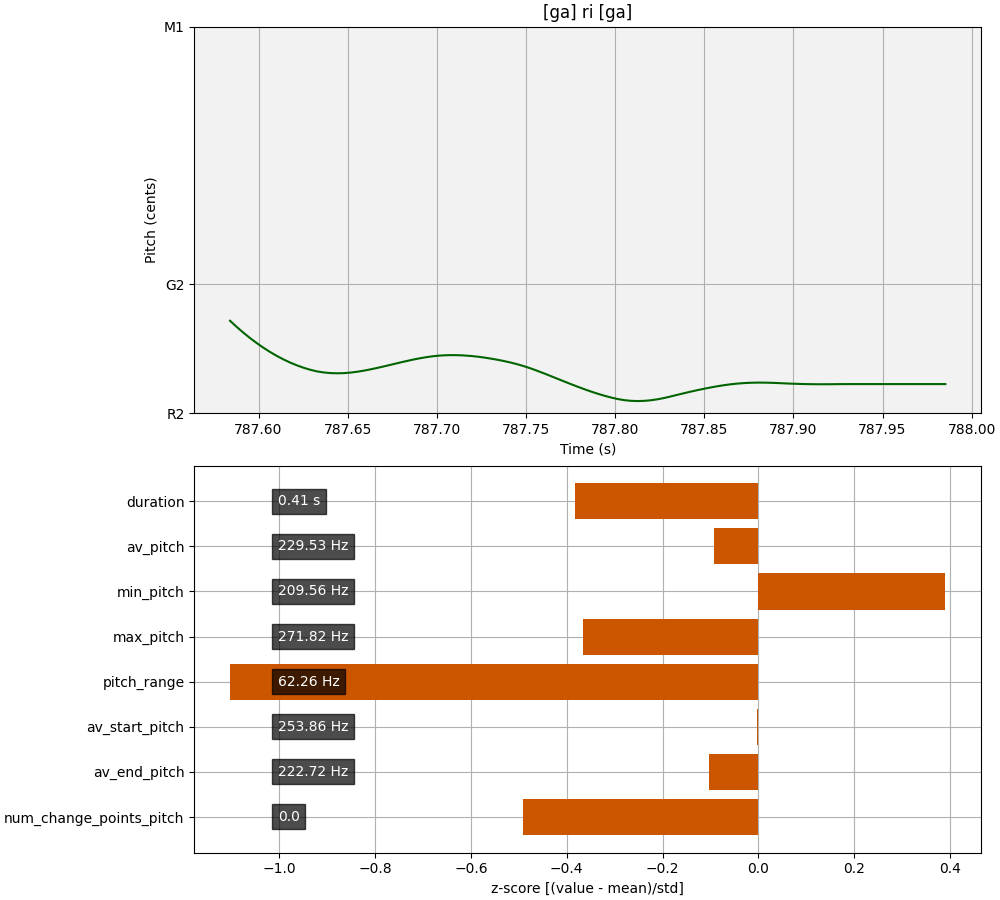 [ga] ri [ga]
M1
G2
R2
Pitch (cents)
787.60 787.65 787.70 787.75 787.80 787.85 787.90 787.95 788.00
Time (s)
duration 0.41 s
av_pitch 229.53 Hz
min_pitch 209.56 Hz
max_pitch 271.82 Hz
pitch_range 62.26 Hz
av_start_pitch 253.86 Hz
av_end_pitch 222.72 Hz
num_change_points_pitch 0.0
−1.0 −0.8 −0.6 −0.4 −0.2 0.0 0.2 0.4
z-score [(value - mean)/std]